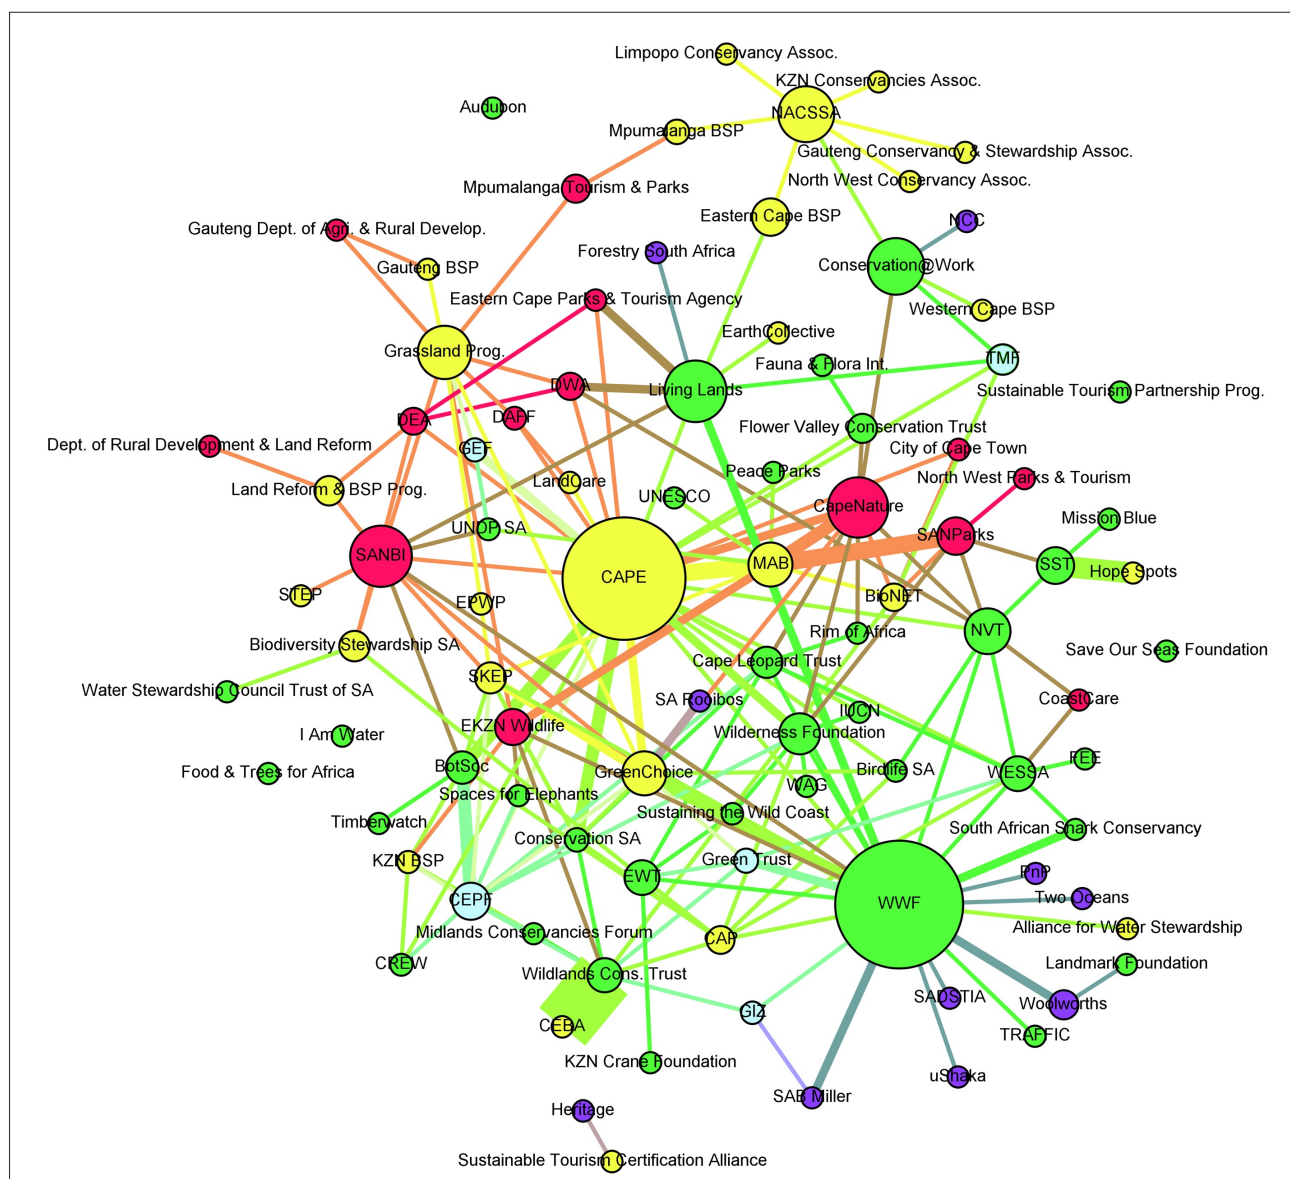 Limpopo Conservancy Assoc.
KZN Conservancies Assoc.
Audubon
NACSSA
Mpumalanga BSP
Gauteng Conservancy & Stewardship Assoc.
Mpumalanga Tourism & Parks
North West Conservancy Assoc.
Eastern Cape BSP
NCC
Gauteng Dept. of Agri. & Rural Develop.
Forestry South Africa
Gauteng BSP
Conservation@Work
Eastern Cape Parks & Tourism Agency
Western Cape BSP
EarthCollective
Grassland Prog.
Fauna & Flora Int.
TMF
DWA
Living Lands
Sustainable Tourism Partnership Prog.
DEA
DAFF
Flower Valley Conservation Trust
Dept. of Rural Development & Land Reform
GEF
City of Cape Town
Peace Parks
North West Parks & Tourism
Land Reform & BSP Prog.
LandCare
UNESCO
CapeNature
Mission Blue
UNDP SA
SANParks
SANBI
CAPE
MAB
SST
Hope Spots
STEP
EPWP
BioNET
Rim of Africa
NVT
Biodiversity Stewardship SA
Save Our Seas Foundation
Cape Leopard Trust
SKEP
Water Stewardship Council Trust of SA
SA Rooibos
CoastCare
IUCN
EKZN Wildlife
I Am Water
Wilderness Foundation
FEE
BotSoc
Food & Trees for Africa
GreenChoice
Birdlife SA
WESSA
WAG
Spaces for Elephants
Sustaining the Wild Coast
Timberwatch
South African Shark Conservancy
Conservation SA
KZN BSP
Green Trust
PnP
EWT
CEPF
WWF
Two Oceans
Alliance for Water Stewardship
Midlands Conservancies Forum
CAP
CREW
Landmark Foundation
Wildlands Cons. Trust
SADSTIA
Woolworths
GIZ
CEBA
TRAFFIC
KZN Crane Foundation
uShaka
SAB Miller
Heritage
Sustainable Tourism Certification Alliance